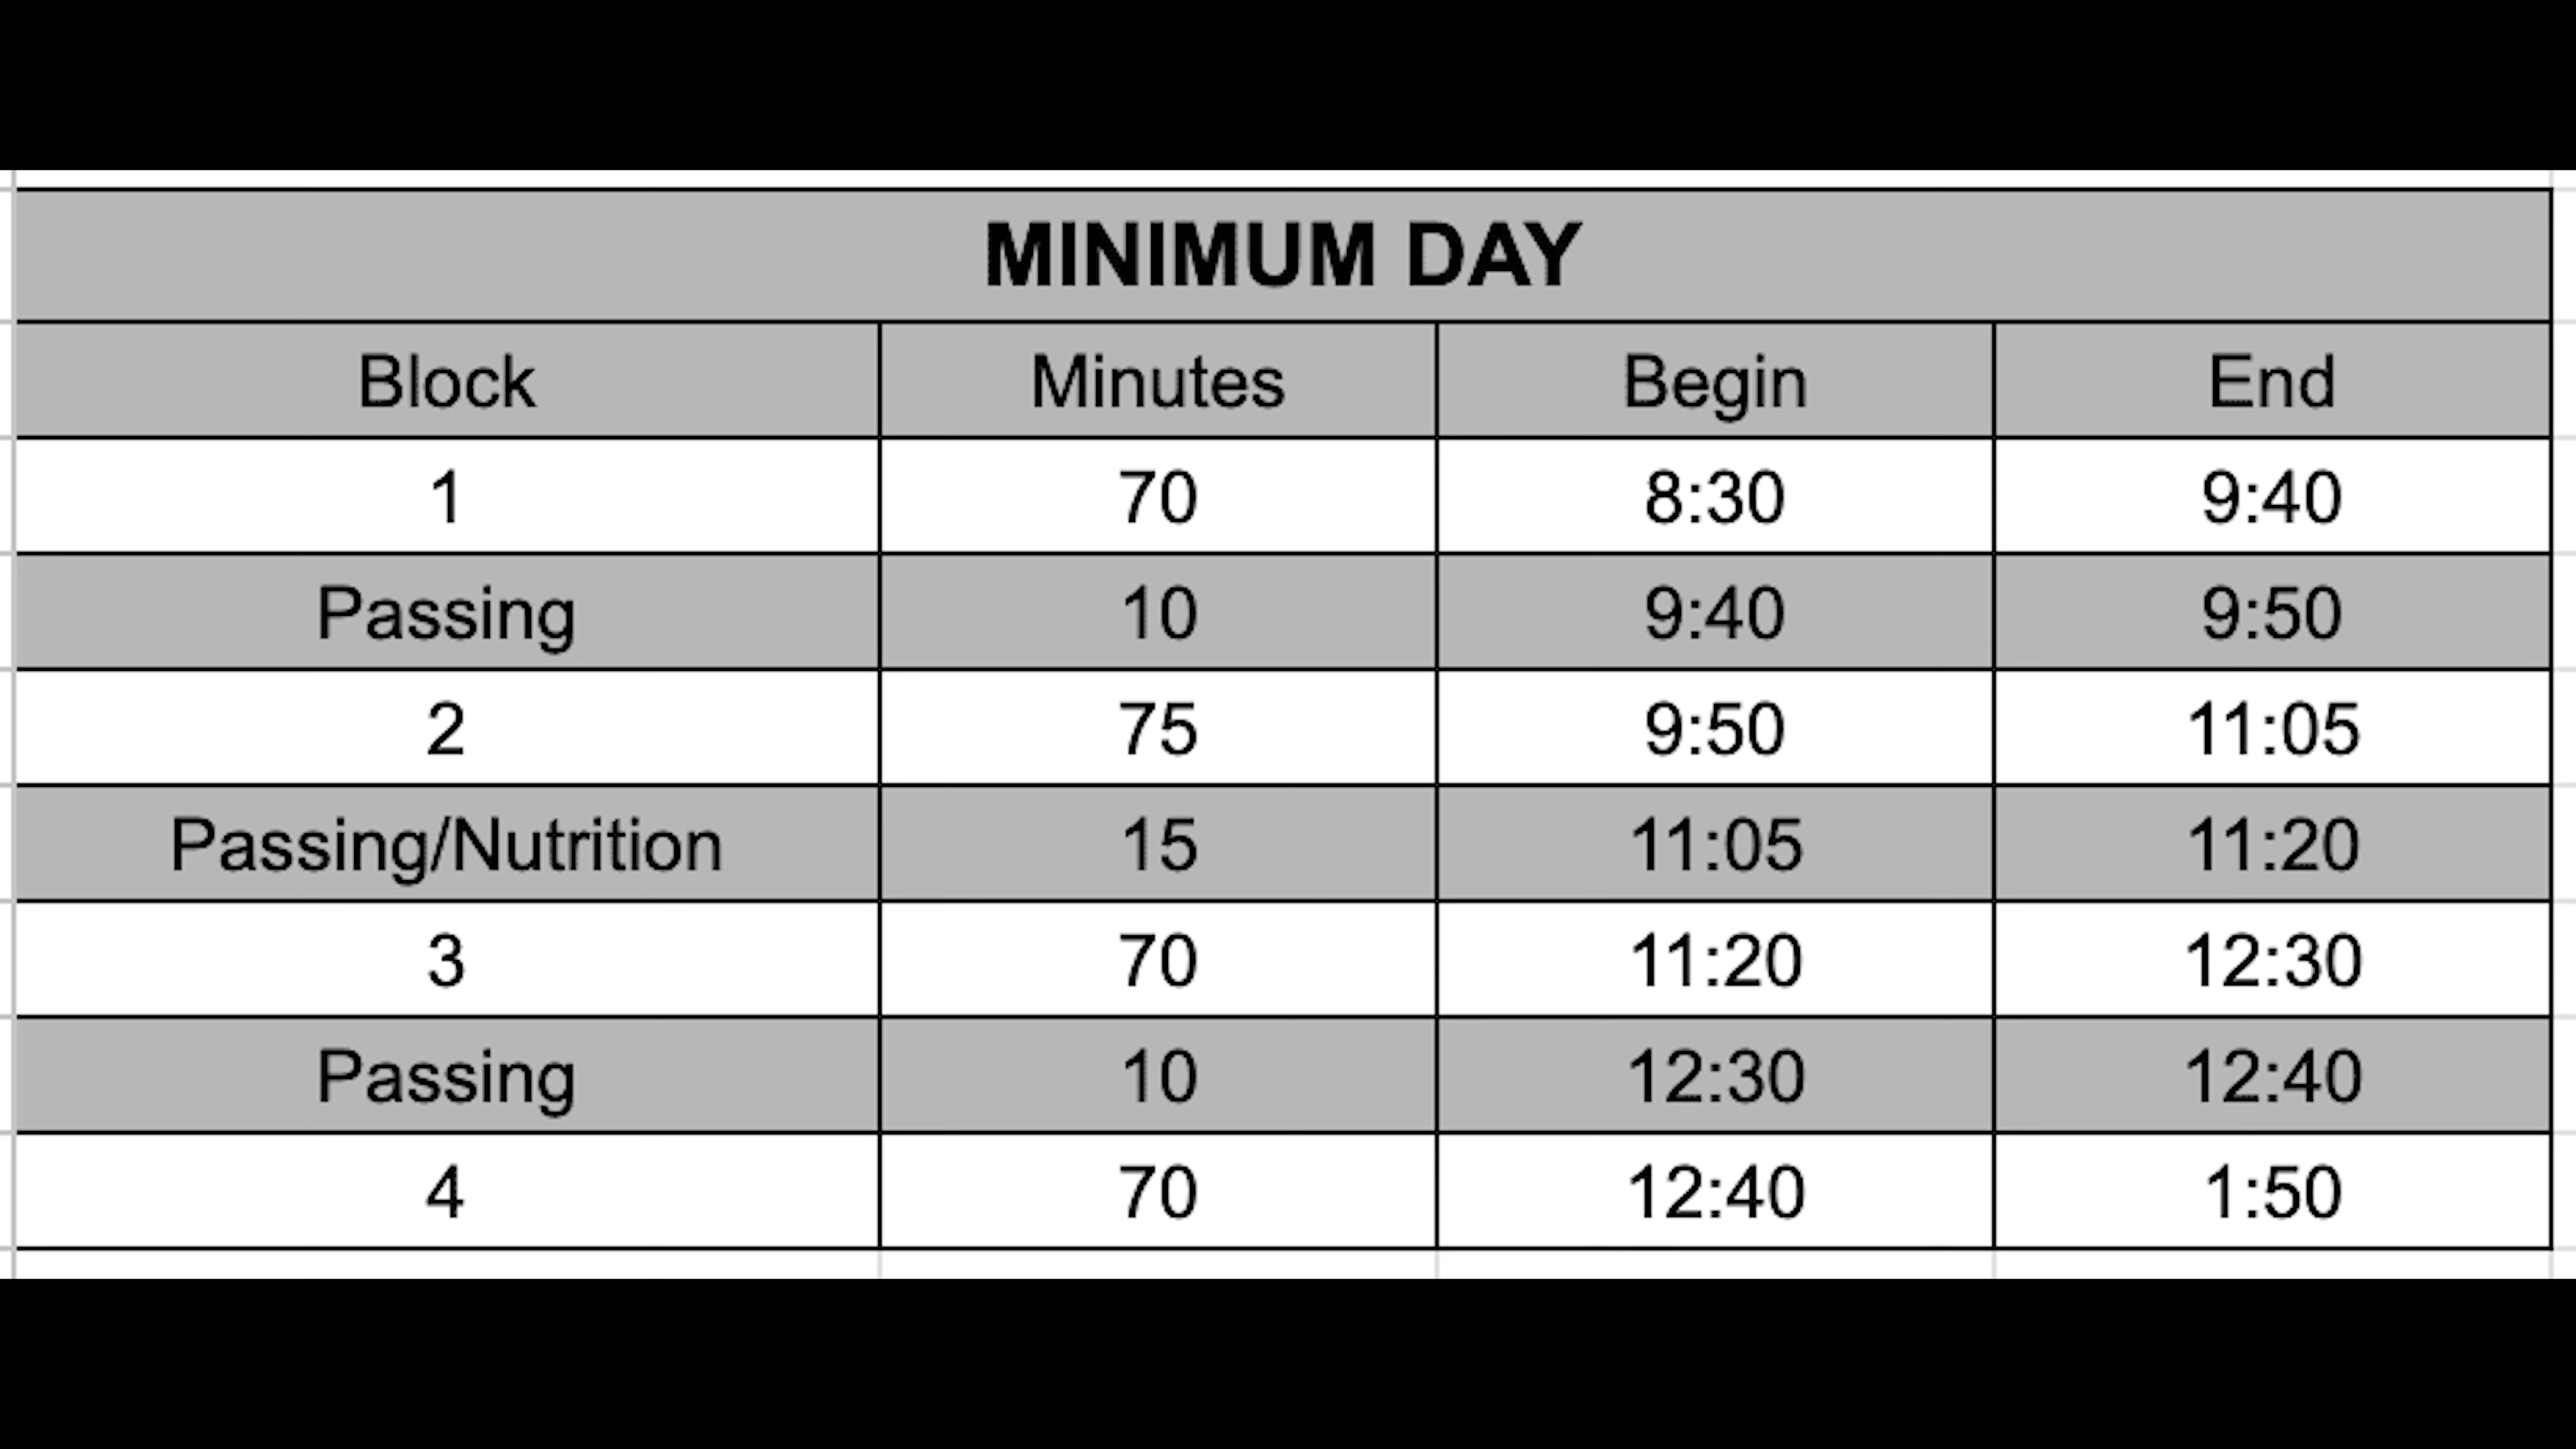 MINIMUM DAY
Block Minutes Begin End
1 70 8:30 9:40
Passing 10 9:40 9:50
2 75 9:50 11:05
Passing/Nutrition 15 11:05 11:20
3 70 11:20 12:30
Passing 10 12:30 12:40
4 70 12:40 1:50